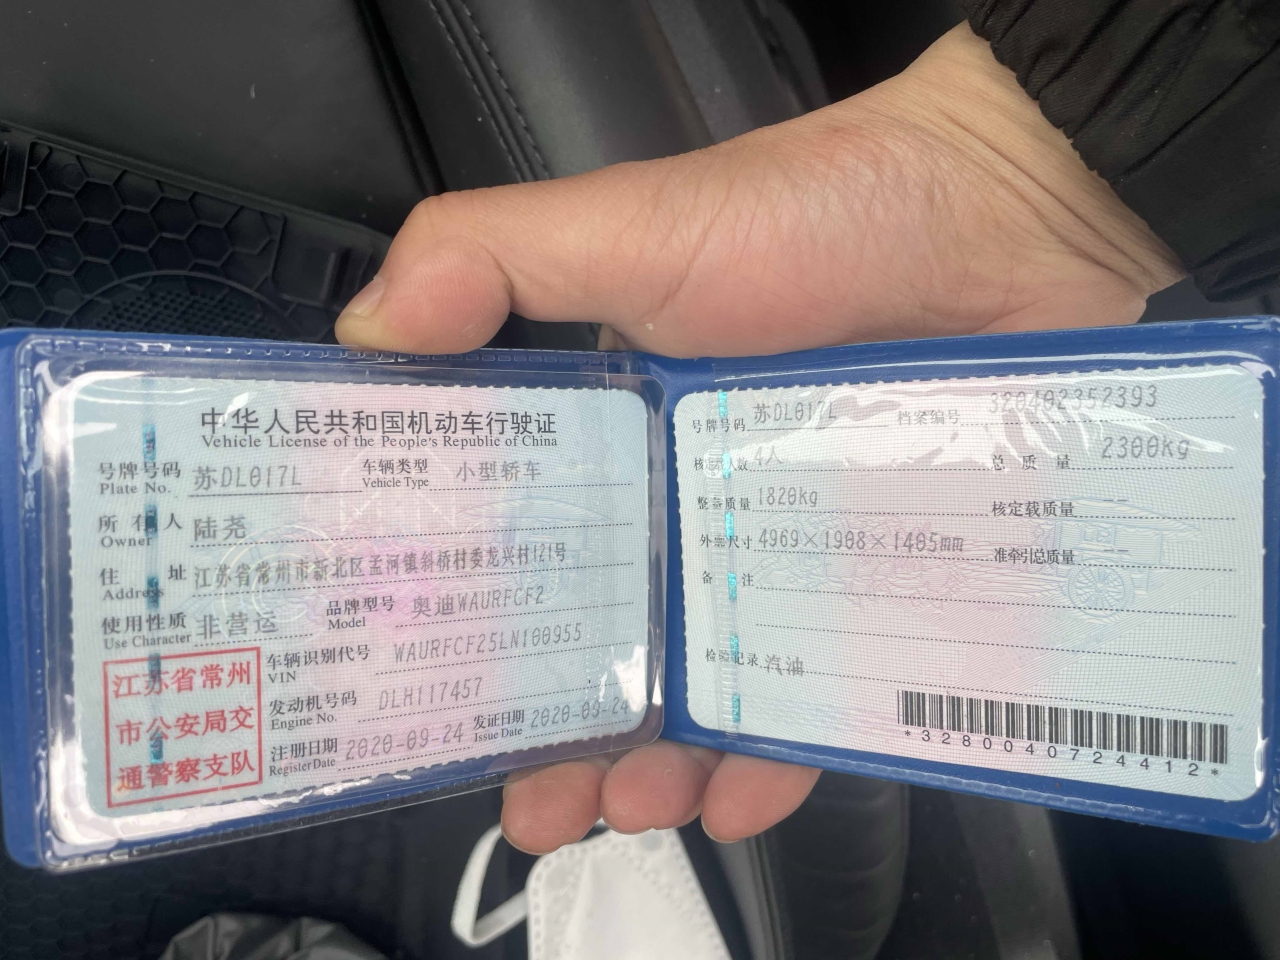 中华人民共和国机动车行驶证
Vehicle License of the People's Republic of China
号牌号码 苏DL017L 车辆类型 小型轿车
Plate No. Vehicle Type
所有人 陆尧
Owner
住址 江苏省常州市新北区孟河镇斜桥村委龙兴村121号
Address
使用性质 非营运 品牌型号 奥迪WAURFCF2
Use Character Model
江苏省常州
市公安局交
通警察支队
车辆识别代号 WAURFCF25LN100955
VIN
发动机号码 DLH117457
Engine No.
注册日期 2020-09-24 发证日期 2020-09-24
Register Date Issue Date
号牌号码 苏DL017L 档案编号 320402352393
核定人数 4人 总质量 2300kg
整备质量 1820kg 核定载质量 --
外廓尺寸 4969×1908×1405mm 准牵引总质量 --
备注
检验记录 汽油
*3280040724412*